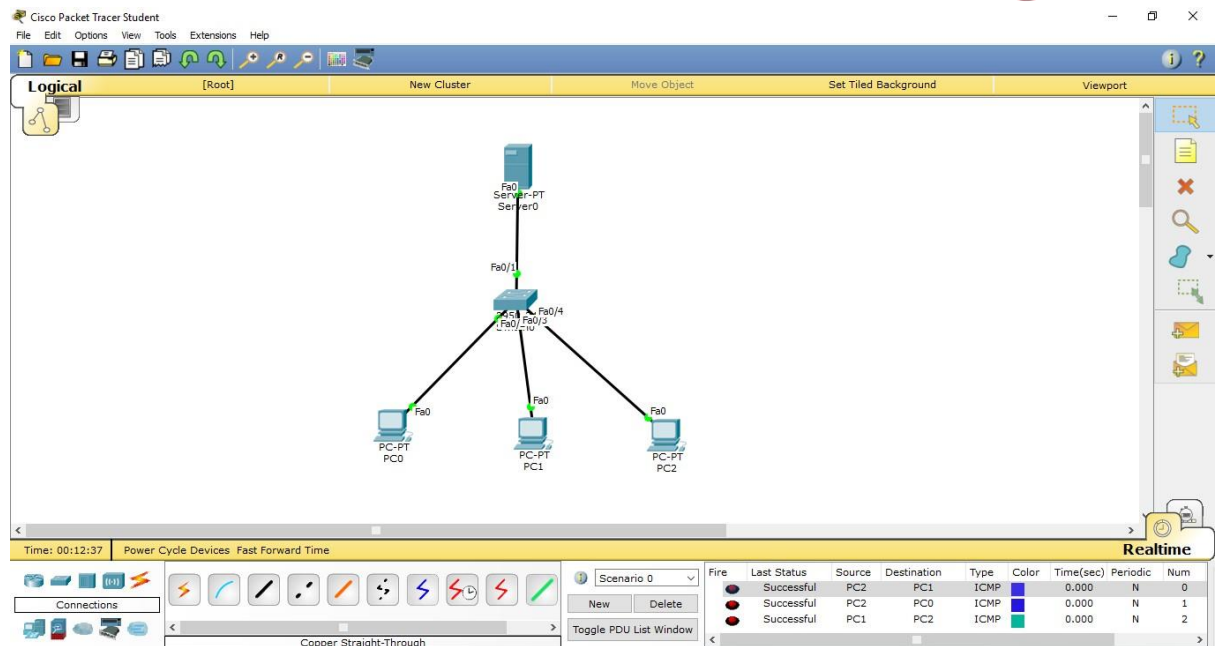 Cisco Packet Tracer Student
File Edit Options View Tools Extensions Help
Logical [Root] New Cluster Move Object Set Tiled Background Viewport
Fa0
Server-PT
Server0
Fa0/1
Fa0/4
Fa0/ Fa0/3
Fa0
PC-PT
PC0
Fa0
PC-PT
PC1
Fa0
PC-PT
PC2
Time: 00:12:37 Power Cycle Devices Fast Forward Time Realtime
Connections
Copper Straight-Through
Scenario 0
New Delete
Toggle PDU List Window
Fire Last Status Source Destination Type Color Time(sec) Periodic Num
Successful PC2 PC1 ICMP 0.000 N 0
Successful PC2 PC0 ICMP 0.000 N 1
Successful PC1 PC2 ICMP 0.000 N 2